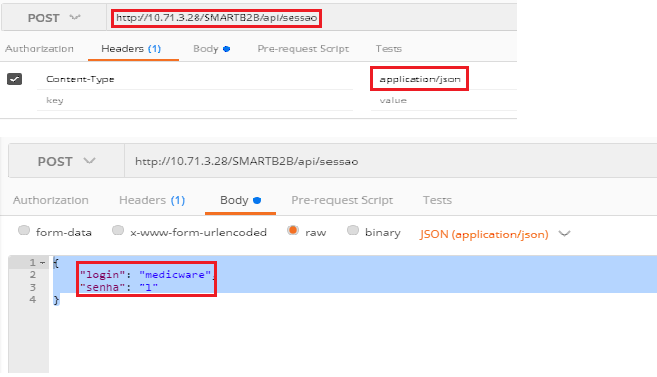 POST http://10.71.3.28/SMARTB2B/api/sessao
Authorization Headers (1) Body Pre-request Script Tests
Content-Type application/json
key value
POST http://10.71.3.28/SMARTB2B/api/sessao
Authorization Headers (1) Body Pre-request Script Tests
form-data x-www-form-urlencoded raw binary JSON (application/json)
1 {
2 "login": "medicware",
3 "senha": "1"
4 }